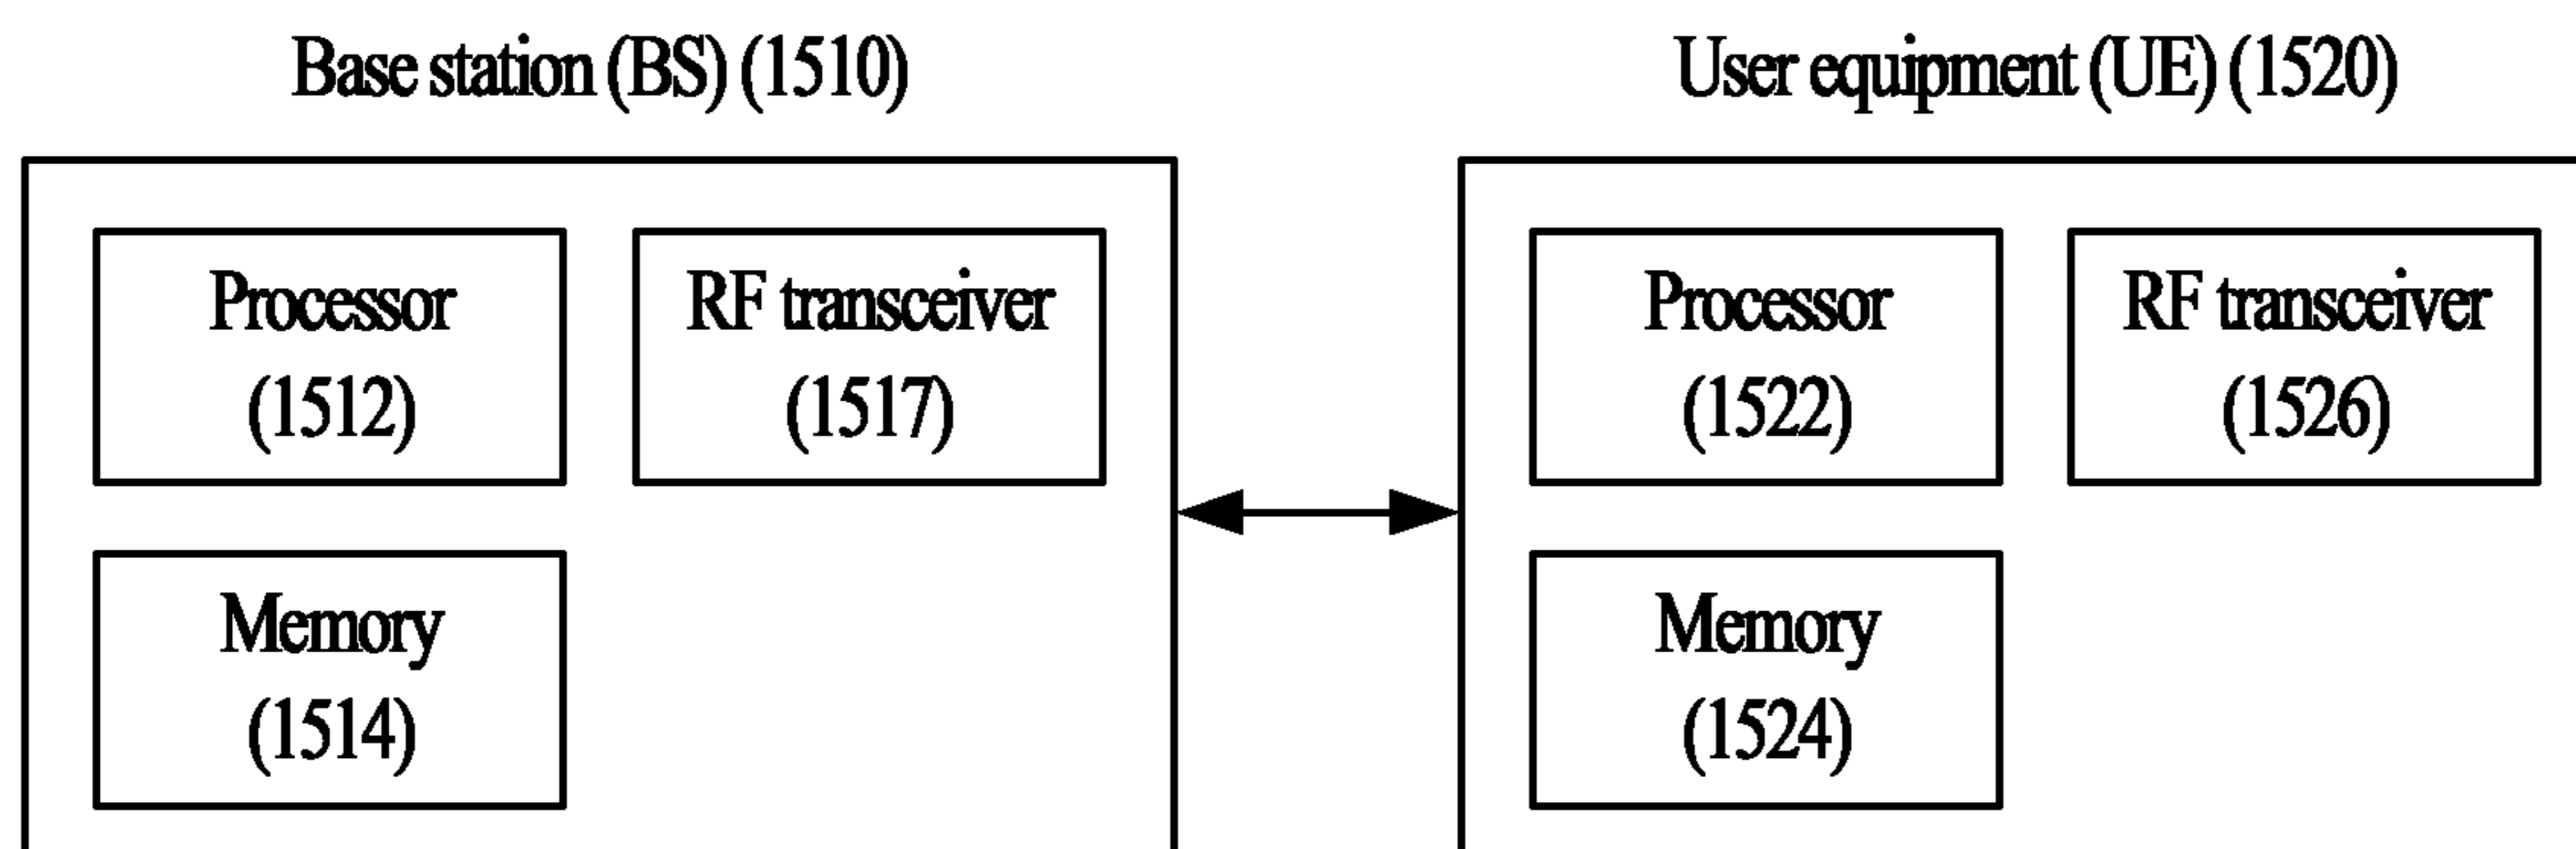 Base station (BS) (1510)
User equipment (UE) (1520)
Processor
(1512)
RF transceiver
(1517)
Memory
(1514)
Processor
(1522)
RF transceiver
(1526)
Memory
(1524)